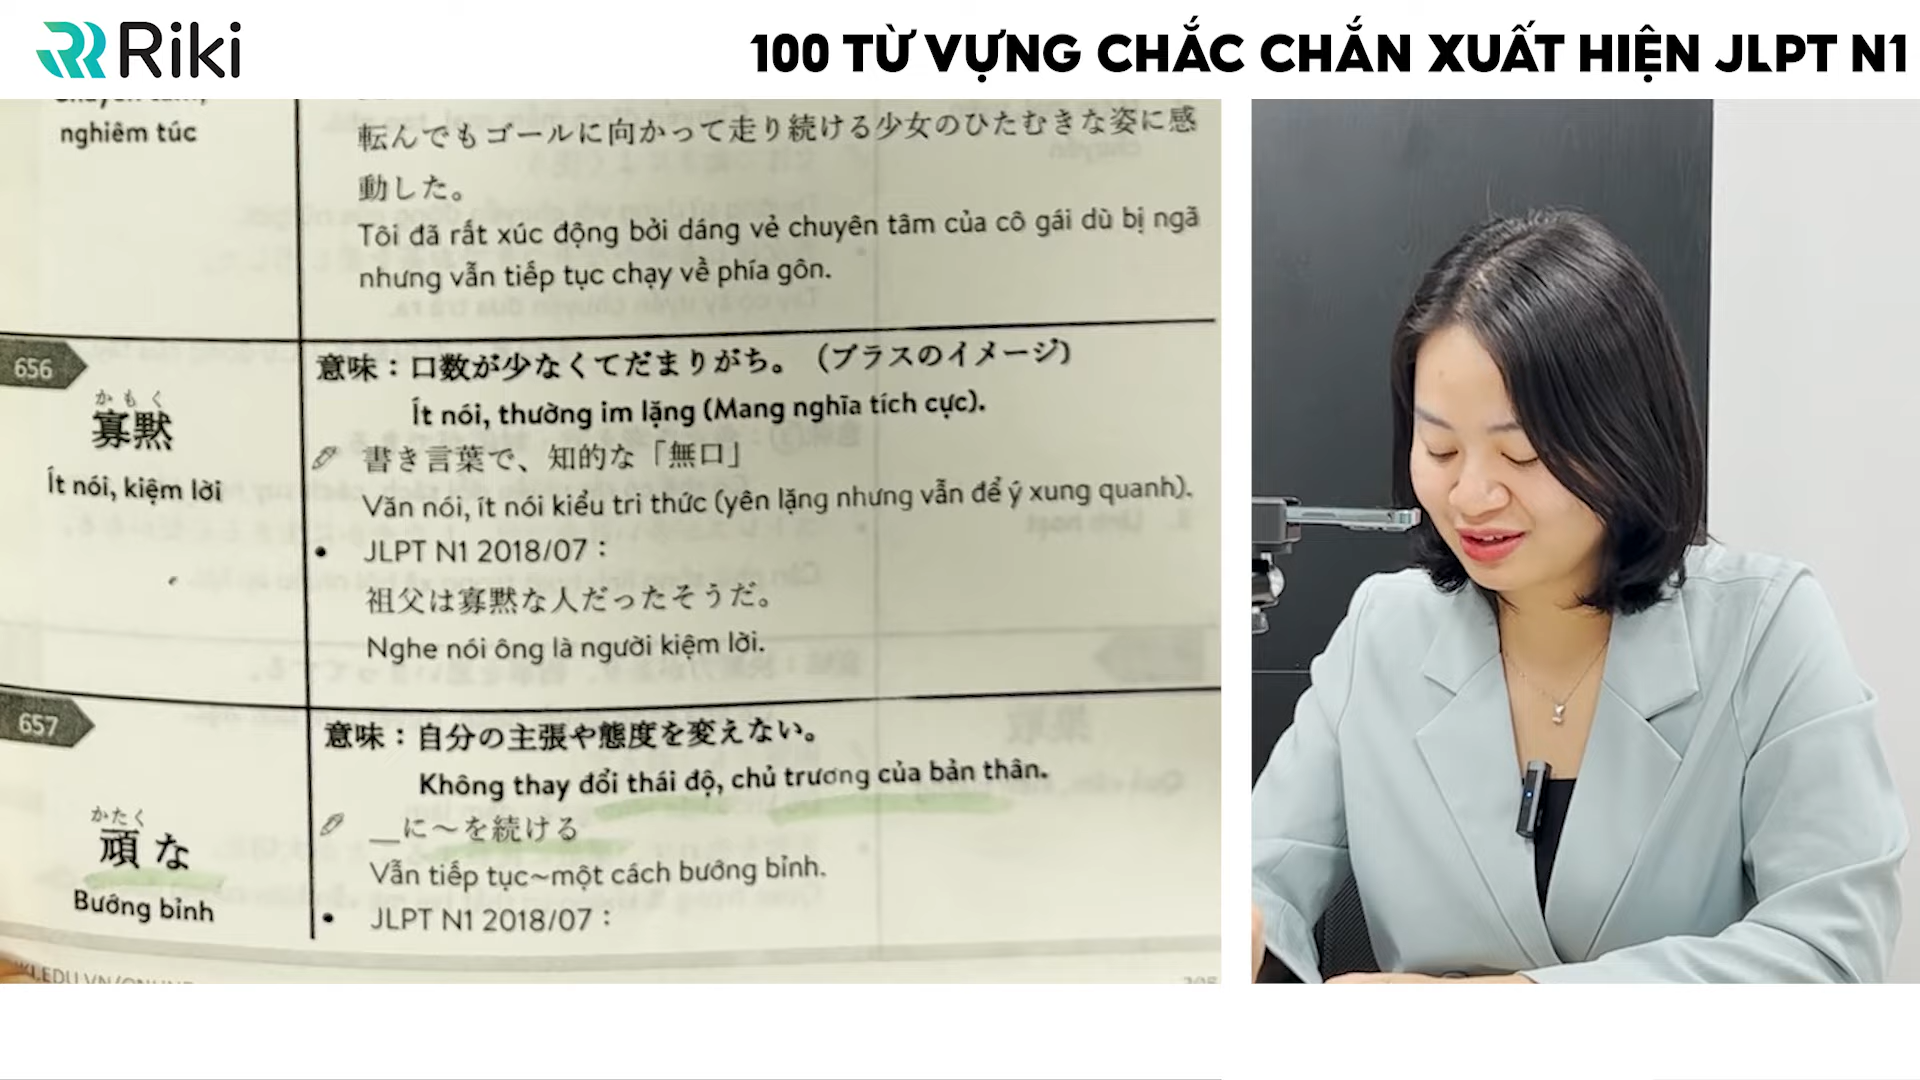 Riki
100 TỪ VỰNG CHẮC CHẮN XUẤT HIỆN JLPT N1
nghiêm túc
転んでもゴールに向かって走り続ける少女のひたむきな姿に感
動した。
Tôi đã rất xúc động bởi dáng vẻ chuyên tâm của cô gái dù bị ngã
nhưng vẫn tiếp tục chạy về phía gôn.
656
かもく
寡黙
Ít nói, kiệm lời
意味：口数が少なくてだまりがち。（プラスのイメージ）
Ít nói, thường im lặng (Mang nghĩa tích cực).
書き言葉で、知的な「無口」
Văn nói, ít nói kiểu tri thức (yên lặng nhưng vẫn để ý xung quanh).
• JLPT N1 2018/07：
祖父は寡黙な人だったそうだ。
Nghe nói ông là người kiệm lời.
657
かたく
頑な
Bướng bỉnh
意味：自分の主張や態度を変えない。
Không thay đổi thái độ, chủ trương của bản thân.
__に～を続ける
Vẫn tiếp tục~một cách bướng bỉnh.
• JLPT N1 2018/07：